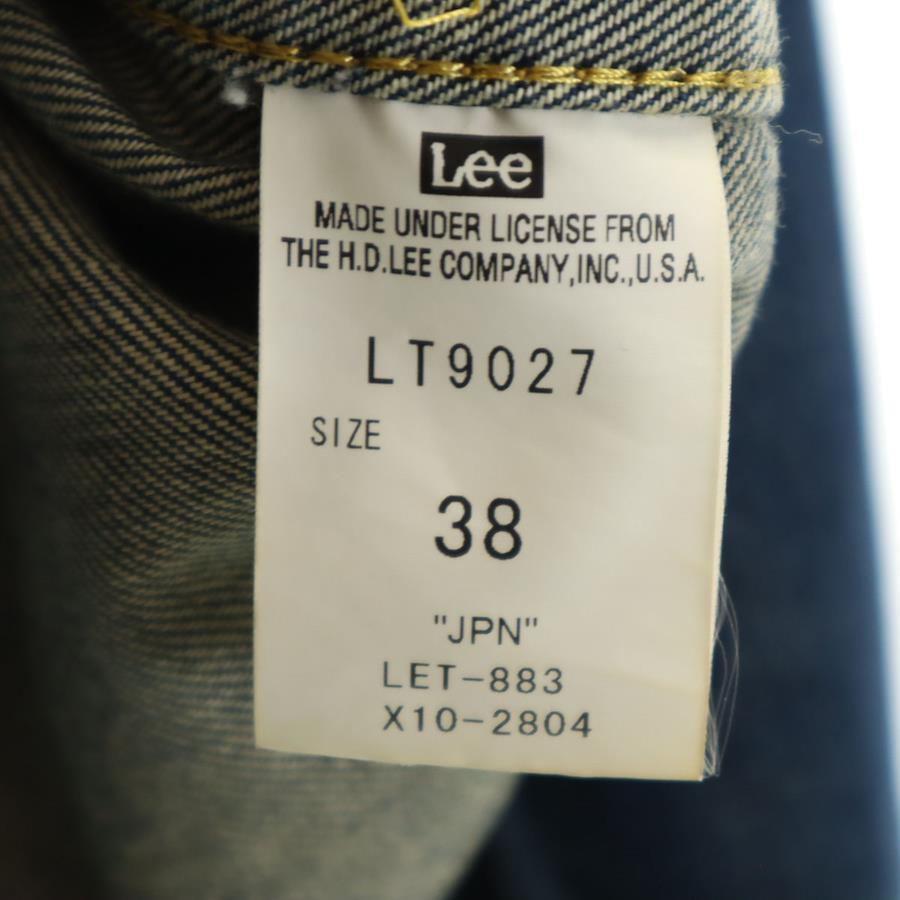 Lee
MADE UNDER LICENSE FROM
THE H.D.LEE COMPANY,INC.,U.S.A.
LT9027
SIZE
38
"JPN"
LET-883
X10-2804